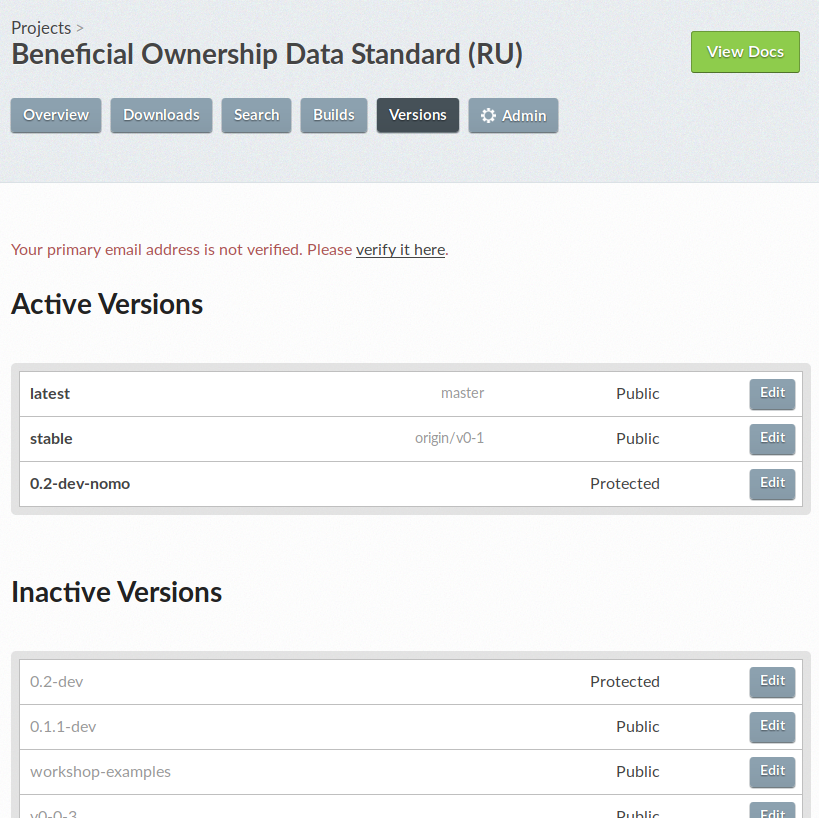 Projects >
Beneficial Ownership Data Standard (RU)
View Docs
Overview Downloads Search Builds Versions Admin
Your primary email address is not verified. Please verify it here.
Active Versions
latest master Public Edit
stable origin/v0-1 Public Edit
0.2-dev-nomo Protected Edit
Inactive Versions
0.2-dev Protected Edit
0.1.1-dev Public Edit
workshop-examples Public Edit
v0-0-3 Public Edit